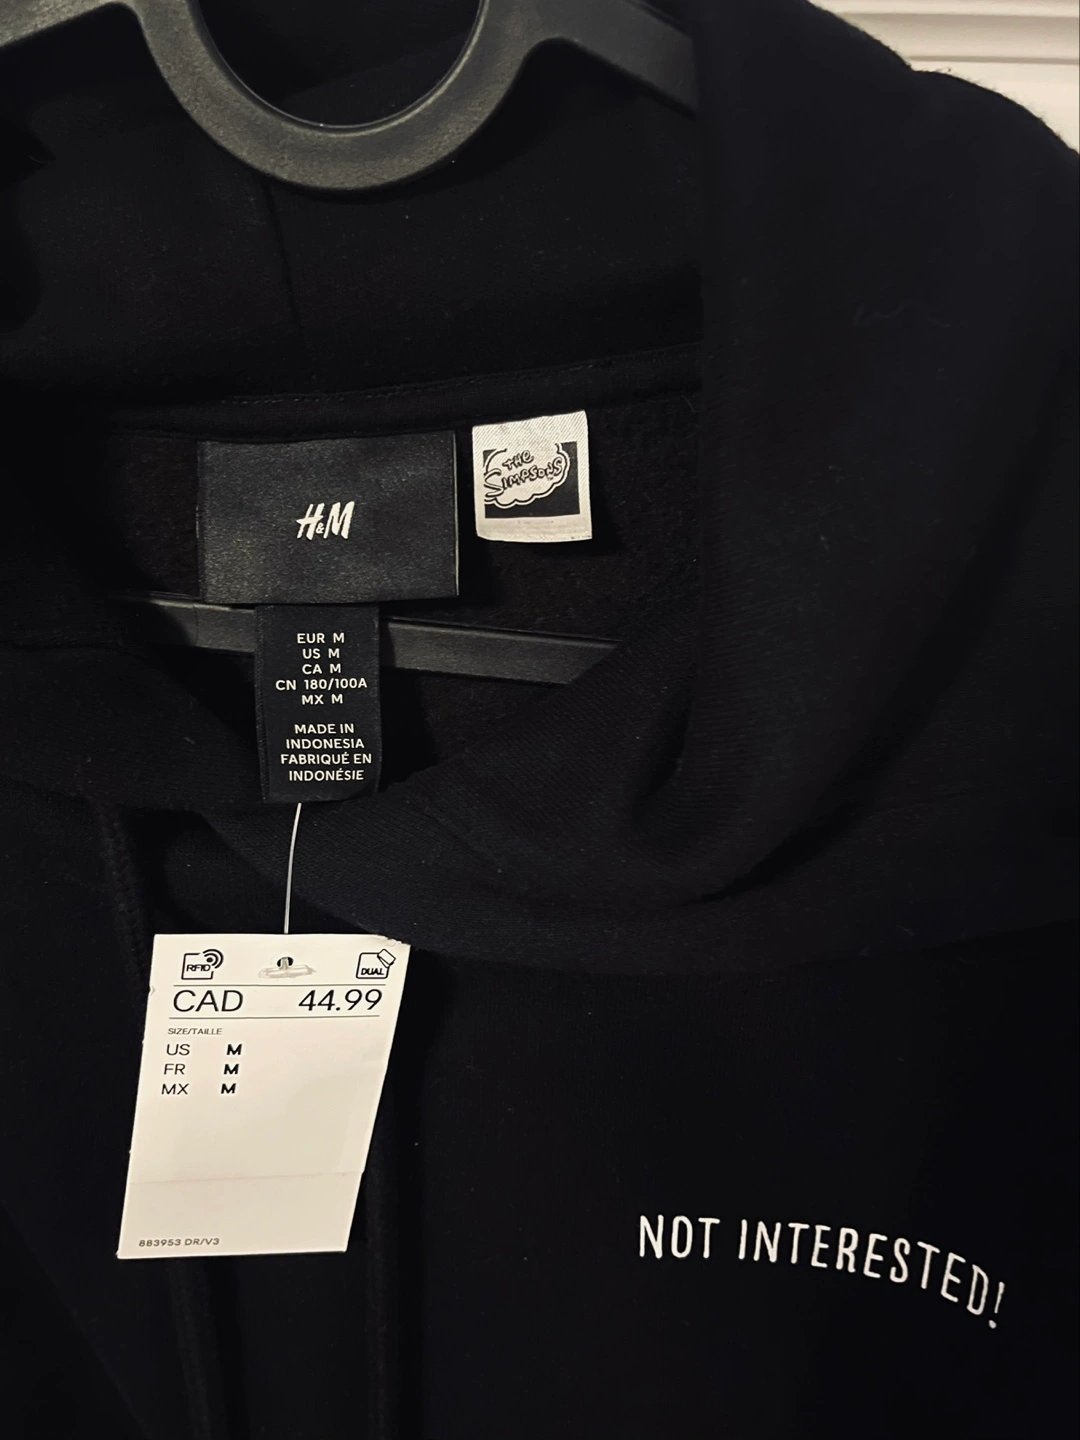 H&M
THE
SIMPSONS
EUR M
US M
CA M
CN 180/100A
MX M
MADE IN
INDONESIA
FABRIQUÉ EN
INDONÉSIE
RFID
DUAL
CAD 44.99
SIZE/TAILLE
US M
FR M
MX M
883953 DR/V3
NOT INTERESTED!